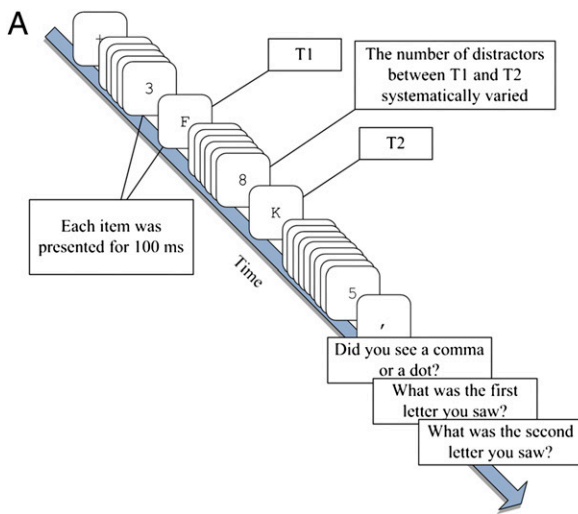 A
+
3
T1
F
The number of distractors
between T1 and T2
systematically varied
8
T2
K
Each item was
presented for 100 ms
Time
5
,
Did you see a comma
or a dot?
What was the first
letter you saw?
What was the second
letter you saw?